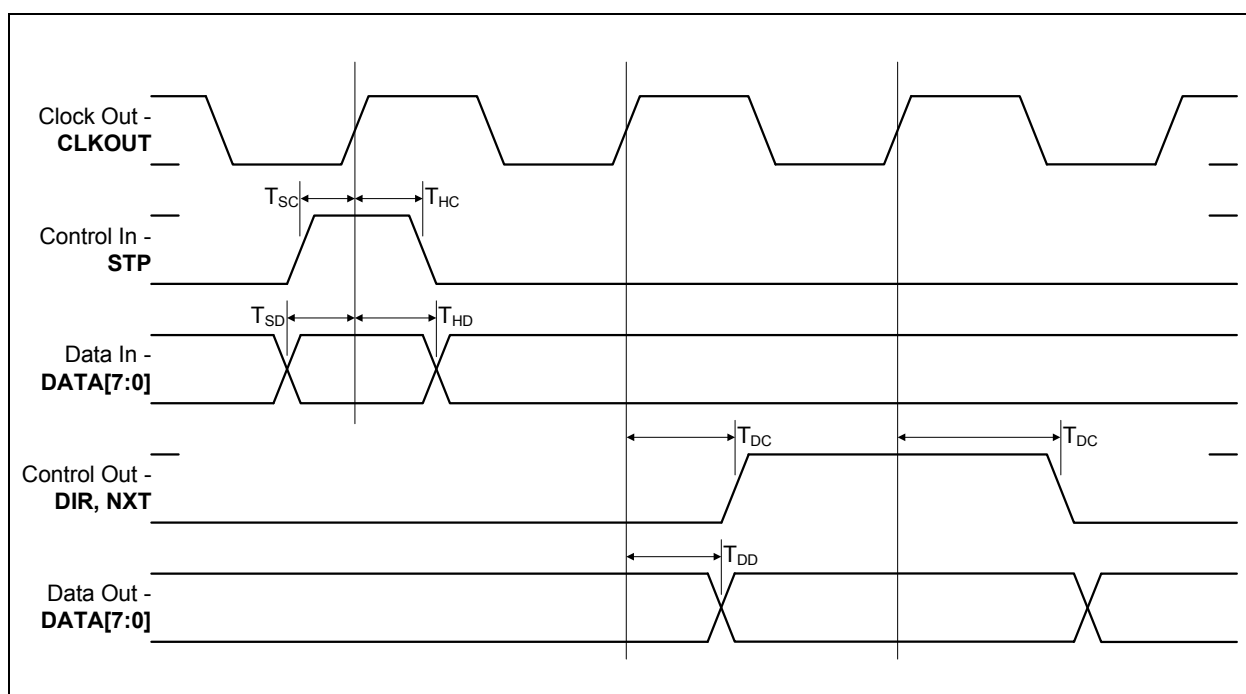 Clock Out -
CLKOUT
T_SC
T_HC
Control In -
STP
T_SD
T_HD
Data In -
DATA[7:0]
T_DC
T_DC
Control Out -
DIR, NXT
T_DD
Data Out -
DATA[7:0]